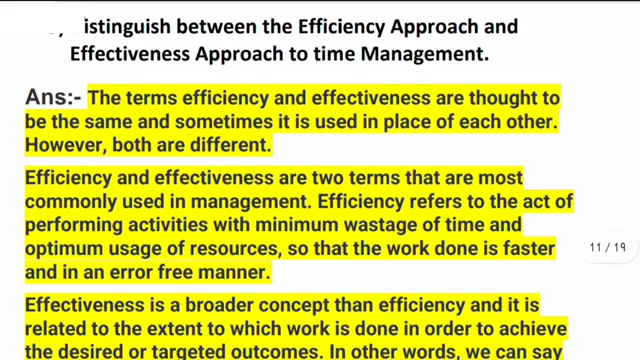 istinguish between the Efficiency Approach and
Effectiveness Approach to time Management.
Ans:- The terms efficiency and effectiveness are thought to
be the same and sometimes it is used in place of each other.
However, both are different.
Efficiency and effectiveness are two terms that are most
commonly used in management. Efficiency refers to the act of
performing activities with minimum wastage of time and
optimum usage of resources, so that the work done is faster
and in an error free manner.
11 / 19
Effectiveness is a broader concept than efficiency and it is
related to the extent to which work is done in order to achieve
the desired or targeted outcomes. In other words, we can say